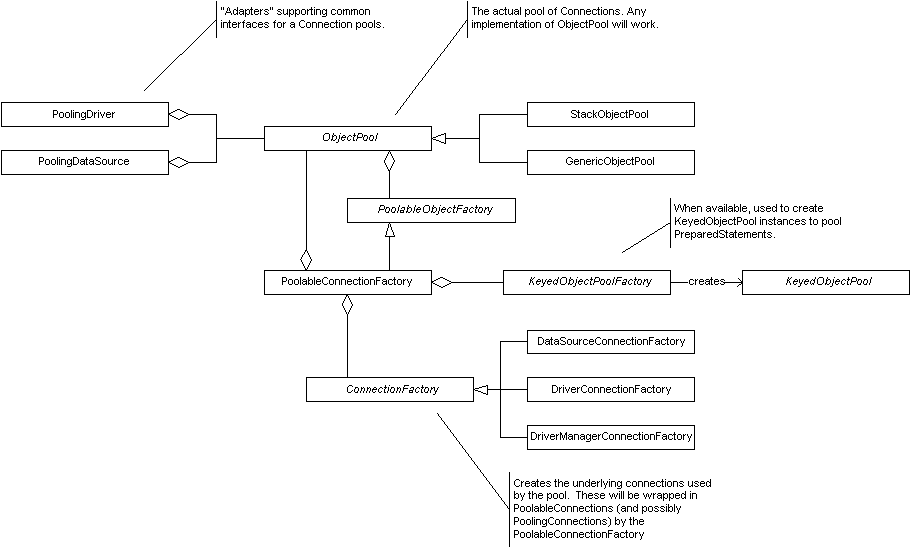 "Adapters" supporting common
interfaces for a Connection pools.
The actual pool of Connections. Any
implementation of ObjectPool will work.
PoolingDriver
StackObjectPool
ObjectPool
PoolingDataSource
GenericObjectPool
PoolableObjectFactory
When available, used to create
KeyedObjectPool instances to pool
PreparedStatements.
PoolableConnectionFactory
KeyedObjectPoolFactory
creates
KeyedObjectPool
DataSourceConnectionFactory
ConnectionFactory
DriverConnectionFactory
DriverManagerConnectionFactory
Creates the underlying connections used
by the pool. These will be wrapped in
PoolableConnections (and possibly
PoolingConnections) by the
PoolableConnectionFactory